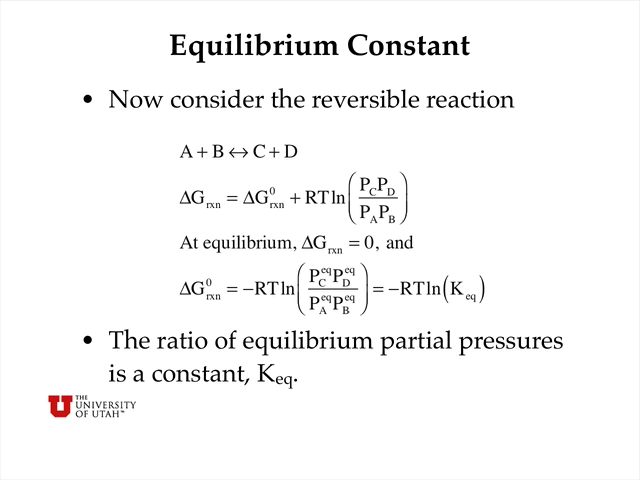 Equilibrium Constant
• Now consider the reversible reaction
A + B ↔ C + D
ΔG_rxn = ΔG⁰_rxn + RT ln(P_C P_D / P_A P_B)
At equilibrium, ΔG_rxn = 0, and
ΔG⁰_rxn = −RT ln(P_C^eq P_D^eq / P_A^eq P_B^eq) = −RT ln(K_eq)
• The ratio of equilibrium partial pressures
is a constant, K_eq.
U THE
UNIVERSITY
OF UTAH™